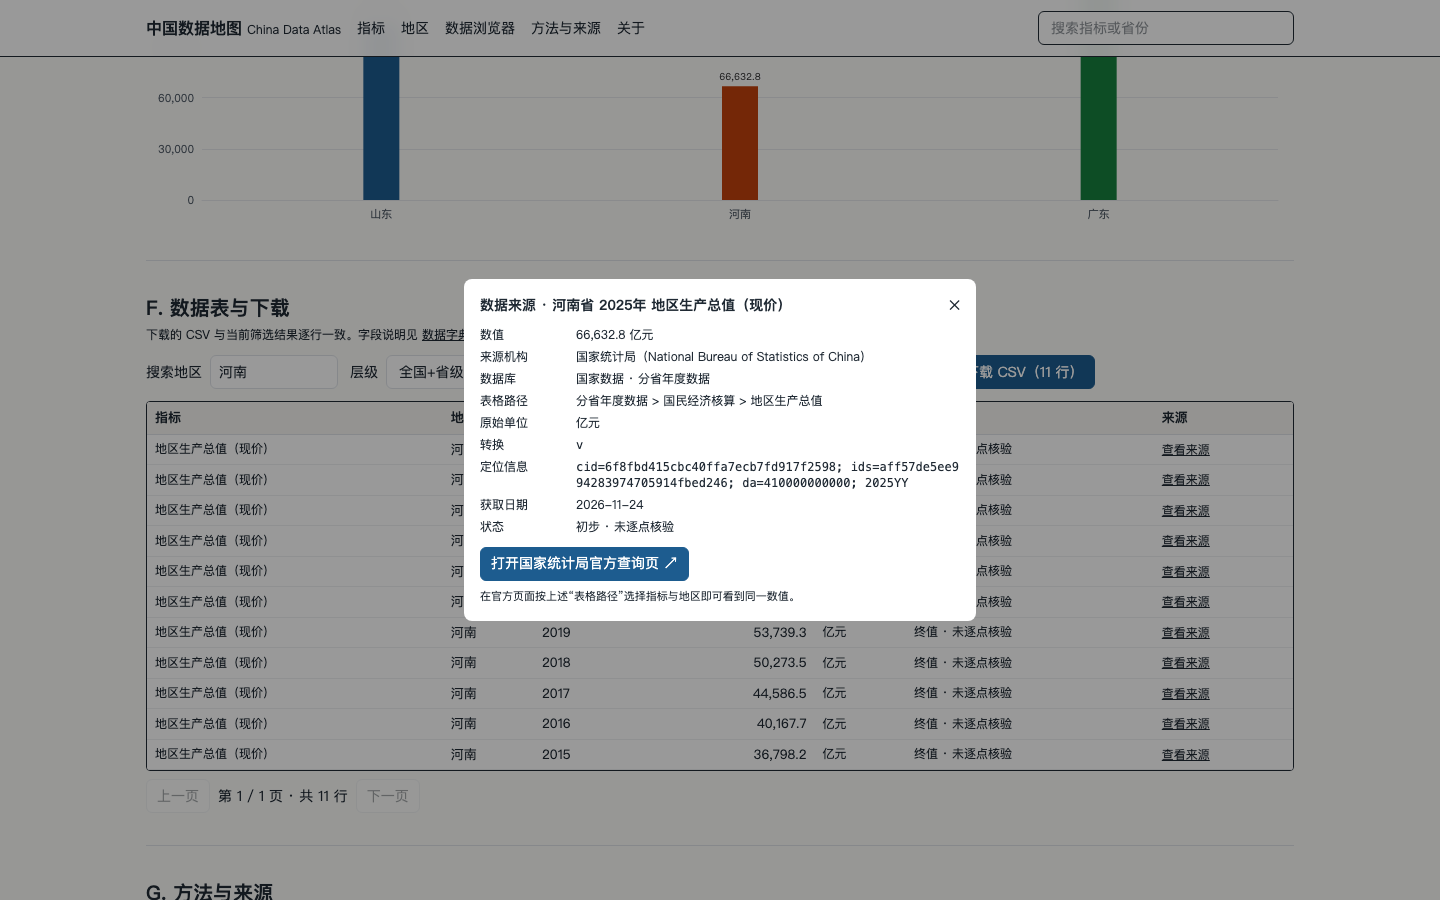 中国数据地图 China Data Atlas 指标 地区 数据浏览器 方法与来源 关于 搜索指标或省份
66,632.8
60,000
30,000
0
山东 河南 广东
F. 数据表与下载
下载的 CSV 与当前筛选结果逐行一致。字段说明见 数据字典
搜索地区 河南 层级 全国+省级 下载 CSV（11 行）
指标 地 来源
地区生产总值（现价） 河 点核验 查看来源
地区生产总值（现价） 河 点核验 查看来源
地区生产总值（现价） 河 点核验 查看来源
地区生产总值（现价） 河 点核验 查看来源
地区生产总值（现价） 河 点核验 查看来源
地区生产总值（现价） 河 点核验 查看来源
地区生产总值（现价） 河南 2019 53,739.3 亿元 终值 · 未逐点核验 查看来源
地区生产总值（现价） 河南 2018 50,273.5 亿元 终值 · 未逐点核验 查看来源
地区生产总值（现价） 河南 2017 44,586.5 亿元 终值 · 未逐点核验 查看来源
地区生产总值（现价） 河南 2016 40,167.7 亿元 终值 · 未逐点核验 查看来源
地区生产总值（现价） 河南 2015 36,798.2 亿元 终值 · 未逐点核验 查看来源
上一页 第 1 / 1 页 · 共 11 行 下一页
G. 方法与来源
数据来源 · 河南省 2025年 地区生产总值（现价）
数值 66,632.8 亿元
来源机构 国家统计局（National Bureau of Statistics of China）
数据库 国家数据 · 分省年度数据
表格路径 分省年度数据 > 国民经济核算 > 地区生产总值
原始单位 亿元
转换 v
定位信息 cid=6f8fbd415cbc40ffa7ecb7fd917f2598; ids=aff57de5ee9
94283974705914fbed246; da=410000000000; 2025YY
获取日期 2026-11-24
状态 初步 · 未逐点核验
打开国家统计局官方查询页 ↗
在官方页面按上述“表格路径”选择指标与地区即可看到同一数值。